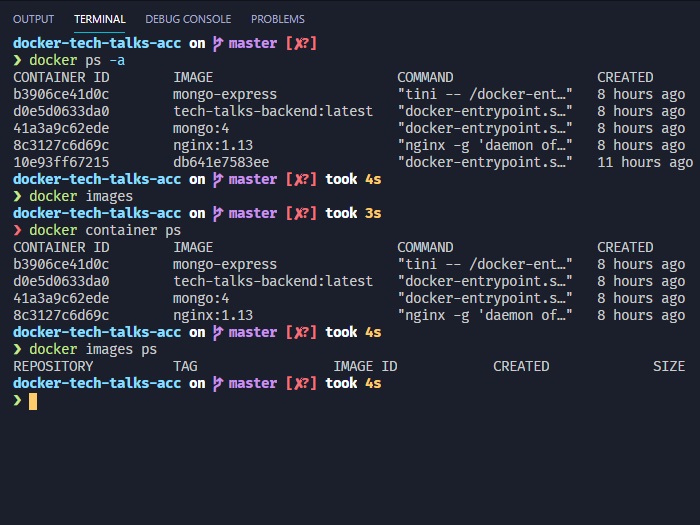 OUTPUT TERMINAL DEBUG CONSOLE PROBLEMS
docker-tech-talks-acc on master [✘?]
❯ docker ps -a
CONTAINER ID IMAGE COMMAND CREATED
b3906ce41d0c mongo-express "tini -- /docker-ent…" 8 hours ago
d0e5d0633da0 tech-talks-backend:latest "docker-entrypoint.s…" 8 hours ago
41a3a9c62ede mongo:4 "docker-entrypoint.s…" 8 hours ago
8c3127c6d69c nginx:1.13 "nginx -g 'daemon of…" 8 hours ago
10e93ff67215 db641e7583ee "docker-entrypoint.s…" 11 hours ago
docker-tech-talks-acc on master [✘?] took 4s
❯ docker images
docker-tech-talks-acc on master [✘?] took 3s
❯ docker container ps
CONTAINER ID IMAGE COMMAND CREATED
b3906ce41d0c mongo-express "tini -- /docker-ent…" 8 hours ago
d0e5d0633da0 tech-talks-backend:latest "docker-entrypoint.s…" 8 hours ago
41a3a9c62ede mongo:4 "docker-entrypoint.s…" 8 hours ago
8c3127c6d69c nginx:1.13 "nginx -g 'daemon of…" 8 hours ago
docker-tech-talks-acc on master [✘?] took 4s
❯ docker images ps
REPOSITORY TAG IMAGE ID CREATED SIZE
docker-tech-talks-acc on master [✘?] took 4s
❯